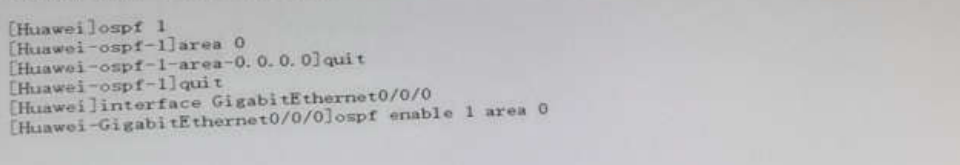 [Huawei]ospf 1
[Huawei-ospf-1]area 0
[Huawei-ospf-1-area-0.0.0.0]quit
[Huawei-ospf-1]quit
[Huawei]interface GigabitEthernet0/0/0
[Huawei-GigabitEthernet0/0/0]ospf enable 1 area 0